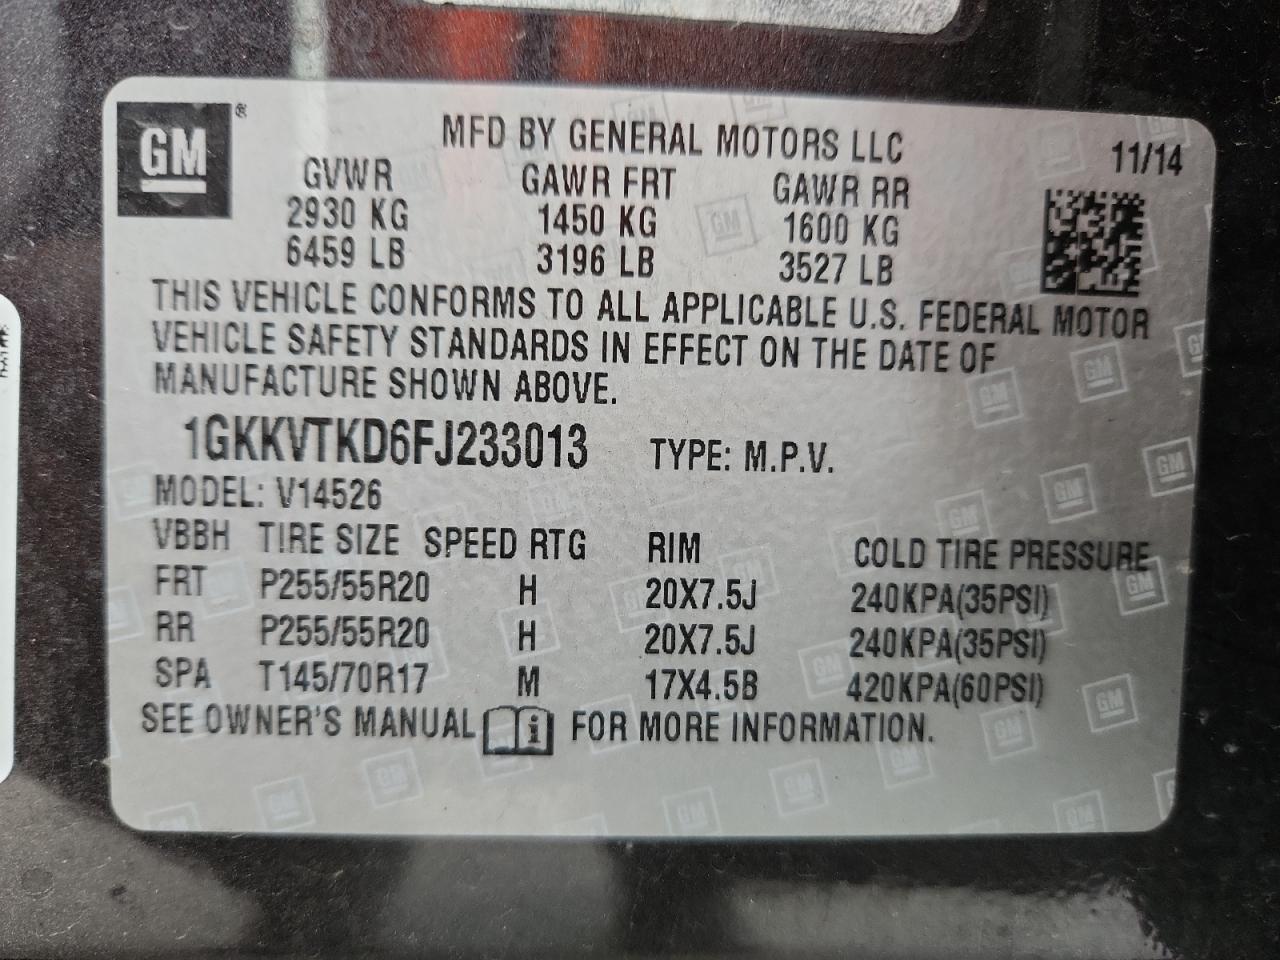 GM ®
MFD BY GENERAL MOTORS LLC
11/14
GVWR GAWR FRT GAWR RR
2930 KG 1450 KG 1600 KG
6459 LB 3196 LB 3527 LB
THIS VEHICLE CONFORMS TO ALL APPLICABLE U.S. FEDERAL MOTOR
VEHICLE SAFETY STANDARDS IN EFFECT ON THE DATE OF
MANUFACTURE SHOWN ABOVE.
1GKKVTKD6FJ233013 TYPE: M.P.V.
MODEL: V14526
VBBH TIRE SIZE SPEED RTG RIM COLD TIRE PRESSURE
FRT P255/55R20 H 20X7.5J 240KPA(35PSI)
RR P255/55R20 H 20X7.5J 240KPA(35PSI)
SPA T145/70R17 M 17X4.5B 420KPA(60PSI)
SEE OWNER'S MANUAL i FOR MORE INFORMATION.